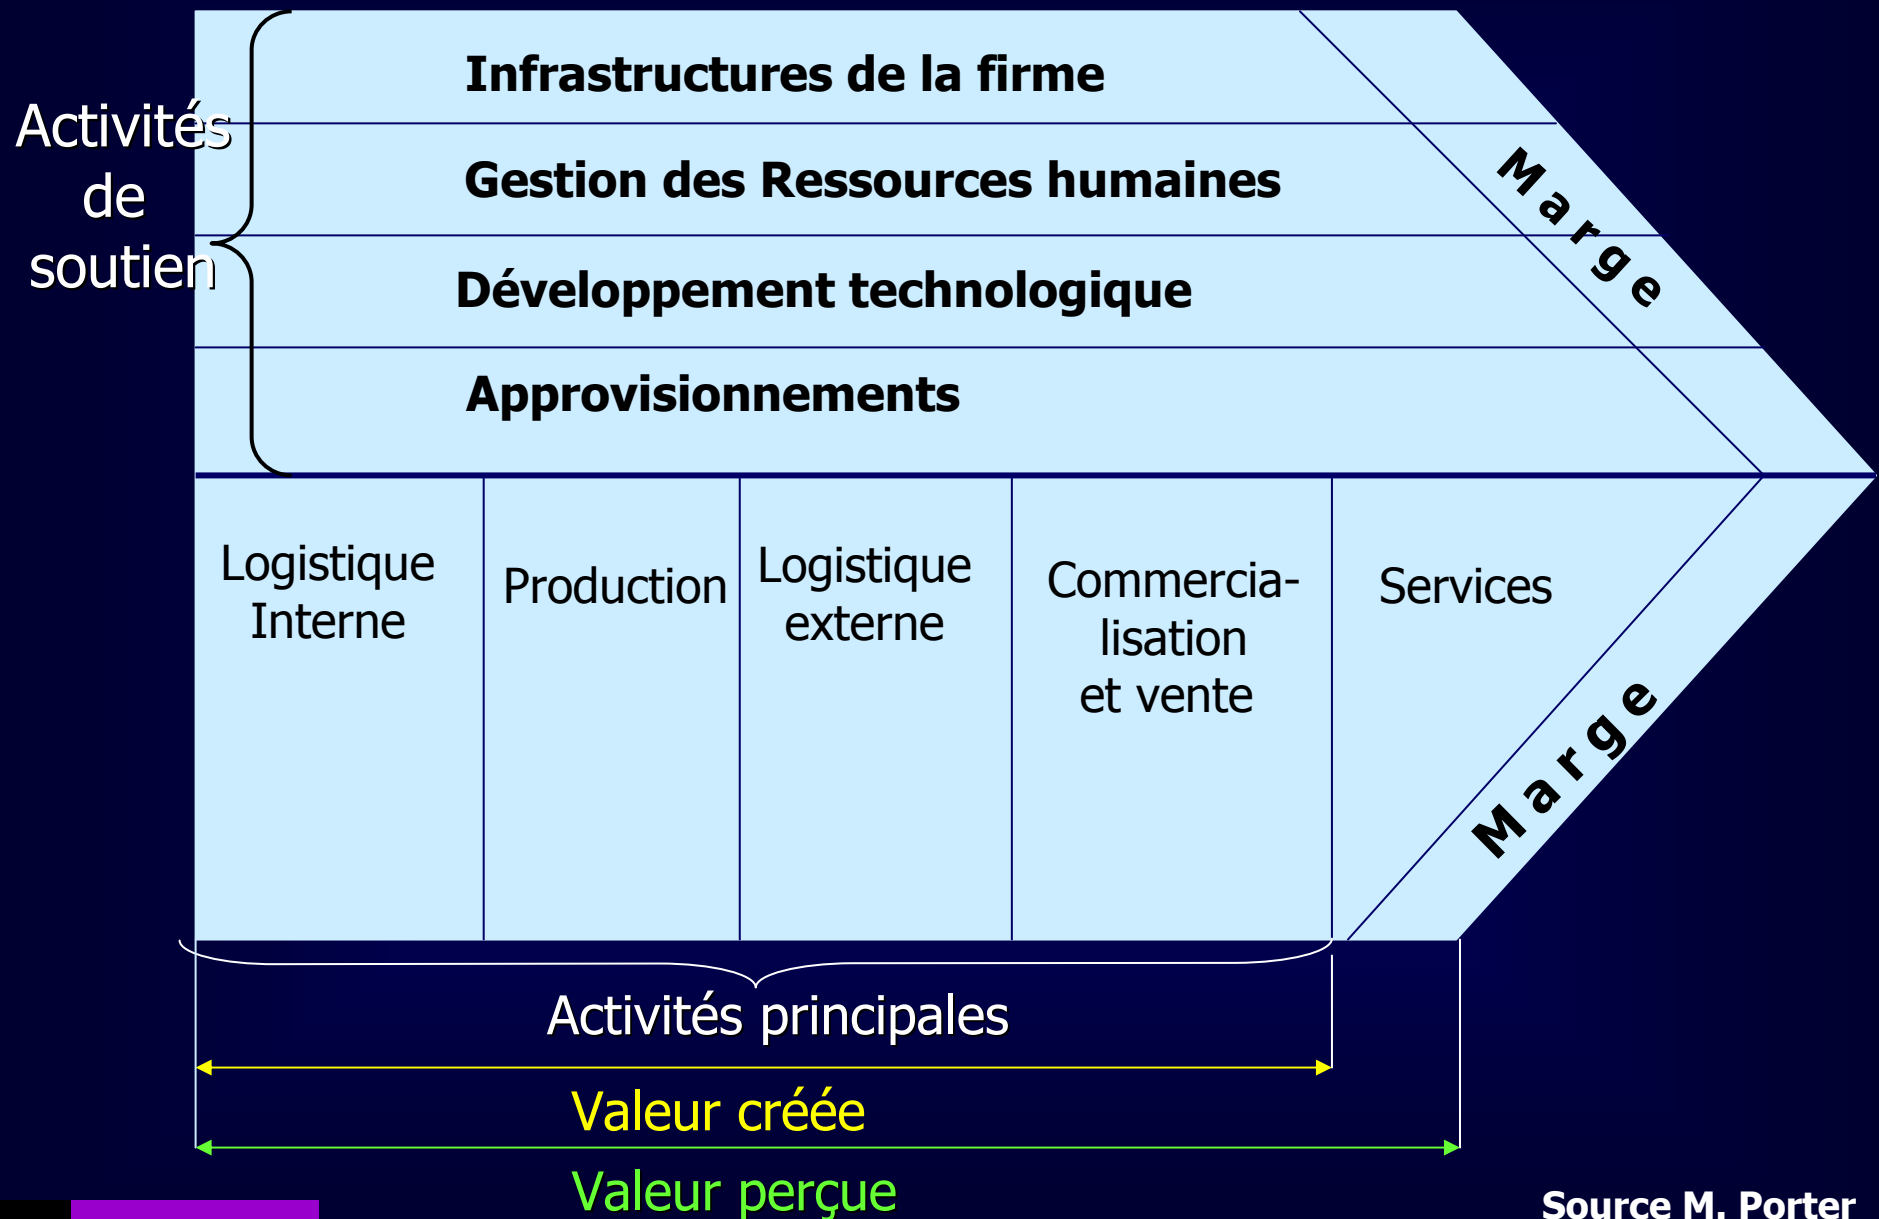 Activités
de
soutien
Infrastructures de la firme
Gestion des Ressources humaines
Développement technologique
Approvisionnements
Marge
Logistique
Interne
Production
Logistique
externe
Commercia-
lisation
et vente
Services
Marge
Activités principales
Valeur créée
Valeur perçue
Source M. Porter